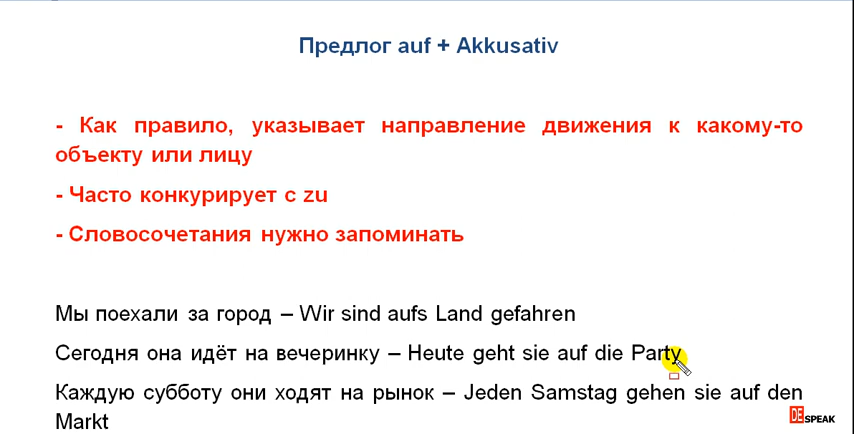 Предлог auf + Akkusativ
- Как правило, указывает направление движения к какому-то
объекту или лицу
- Часто конкурирует с zu
- Словосочетания нужно запоминать
Мы поехали за город – Wir sind aufs Land gefahren
Сегодня она идёт на вечеринку – Heute geht sie auf die Party
Каждую субботу они ходят на рынок – Jeden Samstag gehen sie auf den
Markt
DE SPEAK